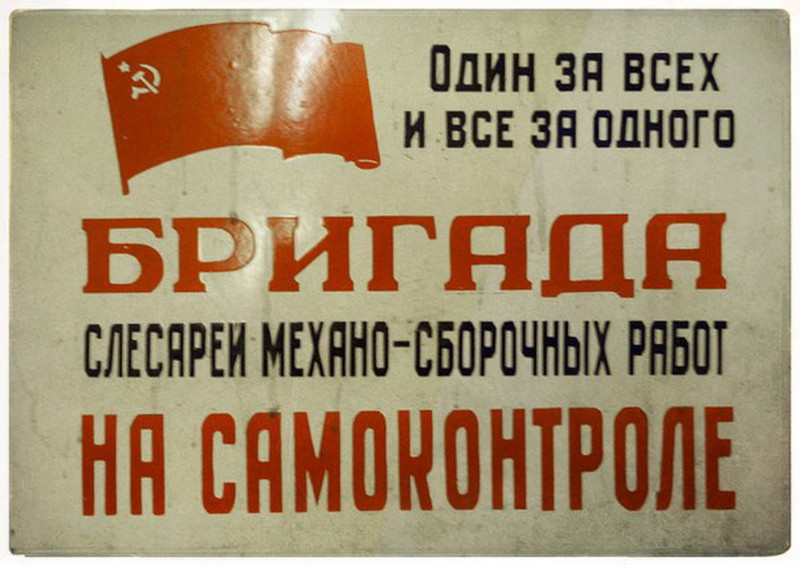 Один за всех
и все за одного
БРИГАДА
СЛЕСАРЕЙ МЕХАНО-СБОРОЧНЫХ РАБОТ
НА САМОКОНТРОЛЕ